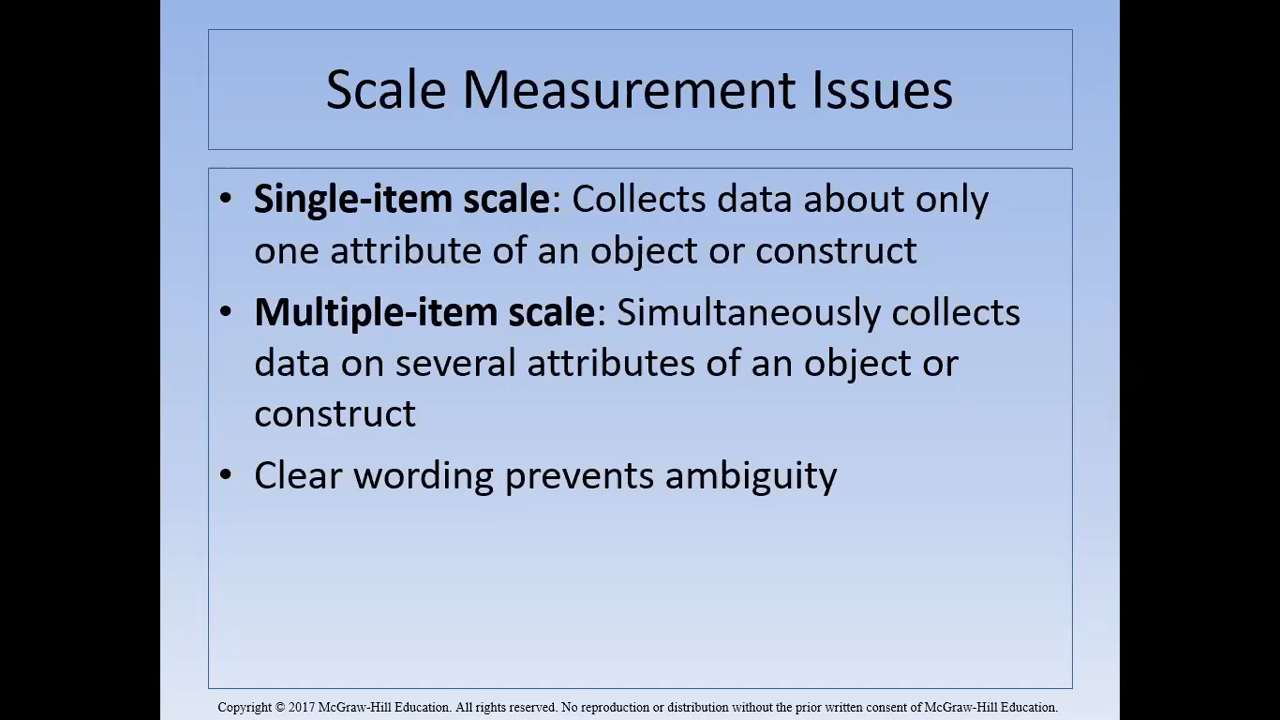 Scale Measurement Issues
• Single-item scale: Collects data about only
one attribute of an object or construct
• Multiple-item scale: Simultaneously collects
data on several attributes of an object or
construct
• Clear wording prevents ambiguity
Copyright © 2017 McGraw-Hill Education. All rights reserved. No reproduction or distribution without the prior written consent of McGraw-Hill Education.